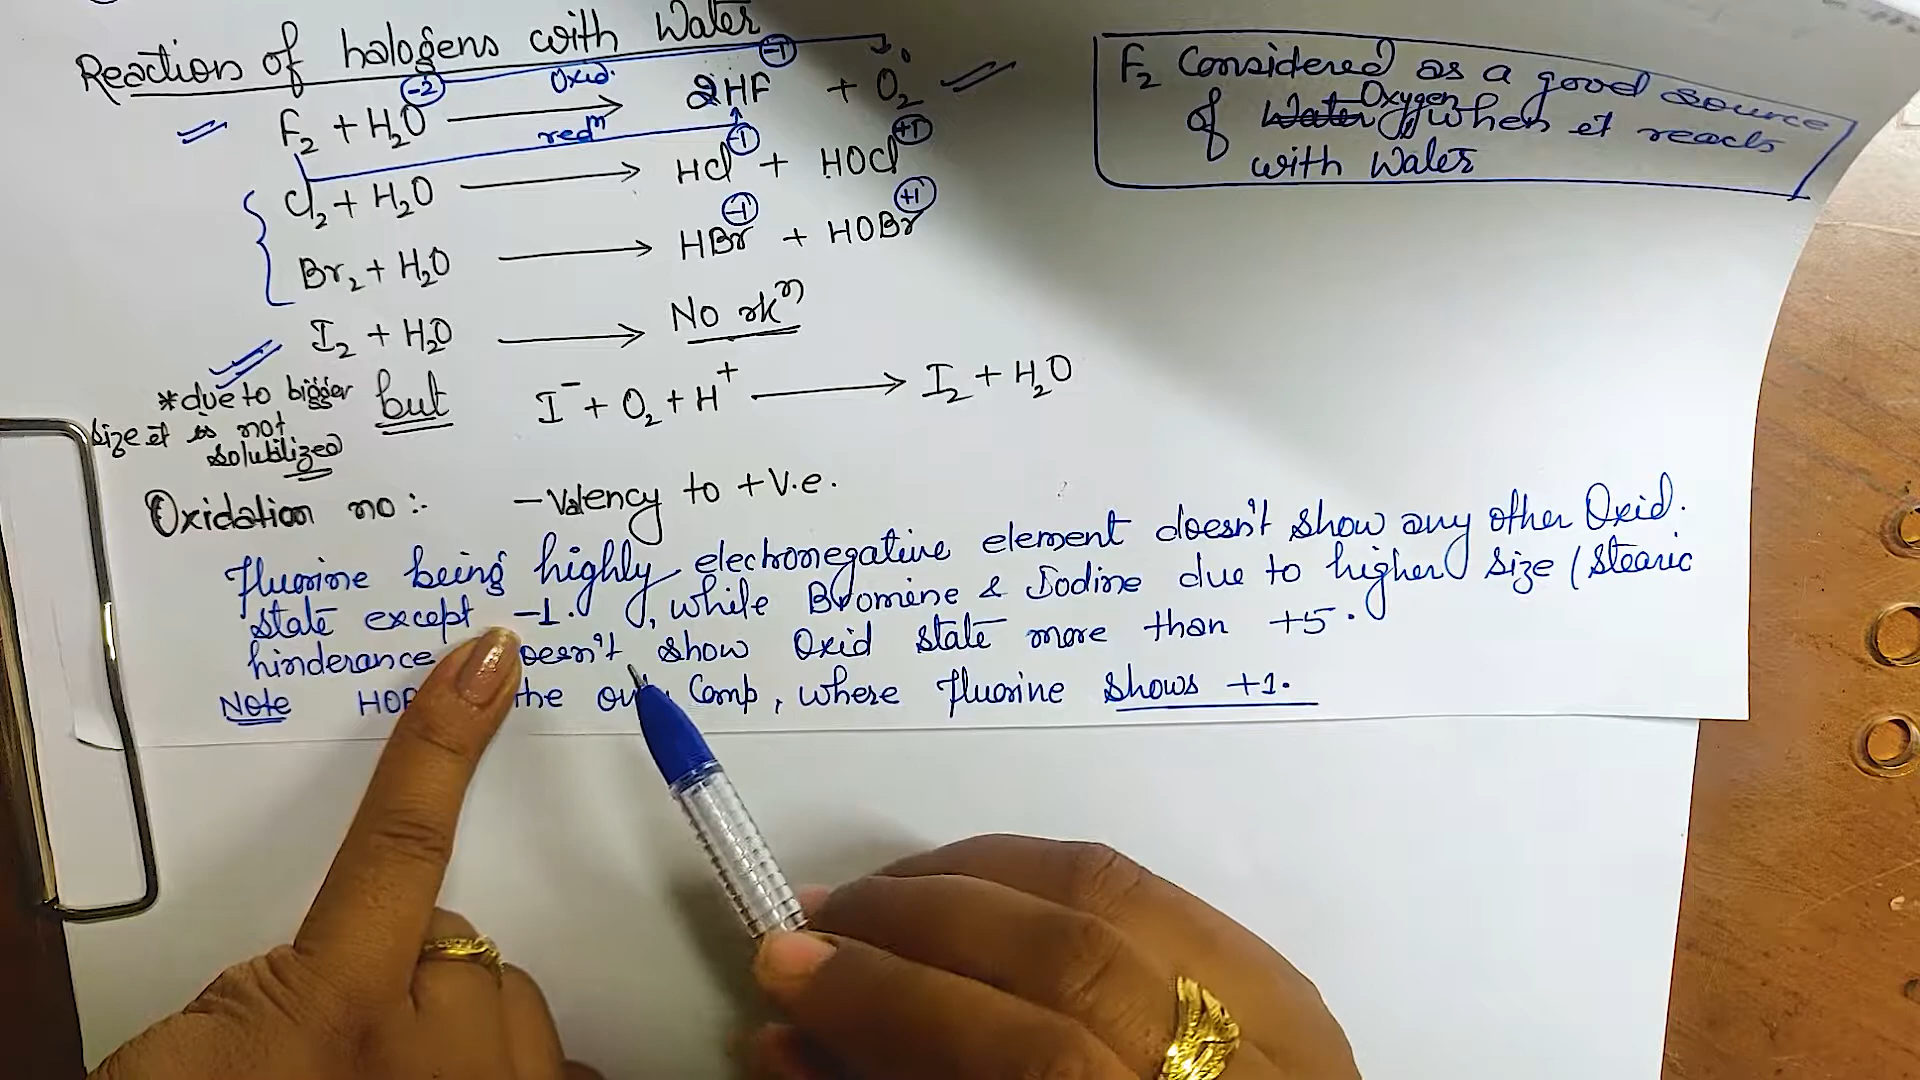 Reaction of halogens with Water
F₂ + H₂O⁻² —Oxid. redⁿ→ 2HF⁻¹ + O₂⁰
Cl₂ + H₂O → HCl⁻¹ + HOCl⁺¹
Br₂ + H₂O → HBr⁻¹ + HOBr⁺¹
I₂ + H₂O → No rkⁿ
*due to bigger
size it is not
solubilized
but I⁻ + O₂ + H⁺ → I₂ + H₂O
F₂ Considered as a good source
of Oxygen when it reacts
with Water
Oxidation no:- -Valency to +V.e.
Fluorine being highly electronegative element doesn't show any other Oxid.
state except -1. , while Bromine & Iodine due to higher size (stearic
hinderance show Oxid state more than +5.
Note the Comp, where fluorine shows +1.